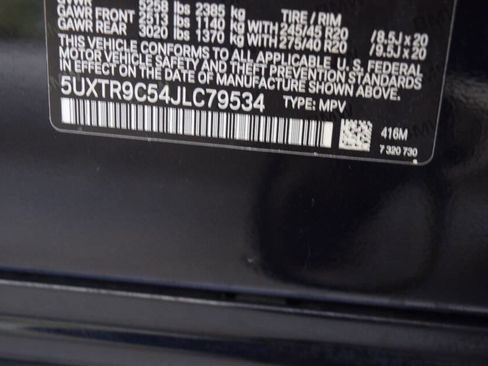 GVWR 5258 lbs 2385 kg TIRE / RIM
GAWR FRONT 2513 lbs 1140 kg 245/45 R20 /8.5J x 20
GAWR REAR 3020 lbs 1370 kg 275/40 R20 /9.5J x 20
THIS VEHICLE CONFORMS TO ALL APPLICABLE U.S. FEDERAL
MOTOR VEHICLE SAFETY AND THEFT PREVENTION STANDARDS
IN EFFECT ON THE DATE OF MANUFACTURE SHOWN ABOVE.
5UXTR9C54JLC79534 TYPE: MPV
416M
7 320 730